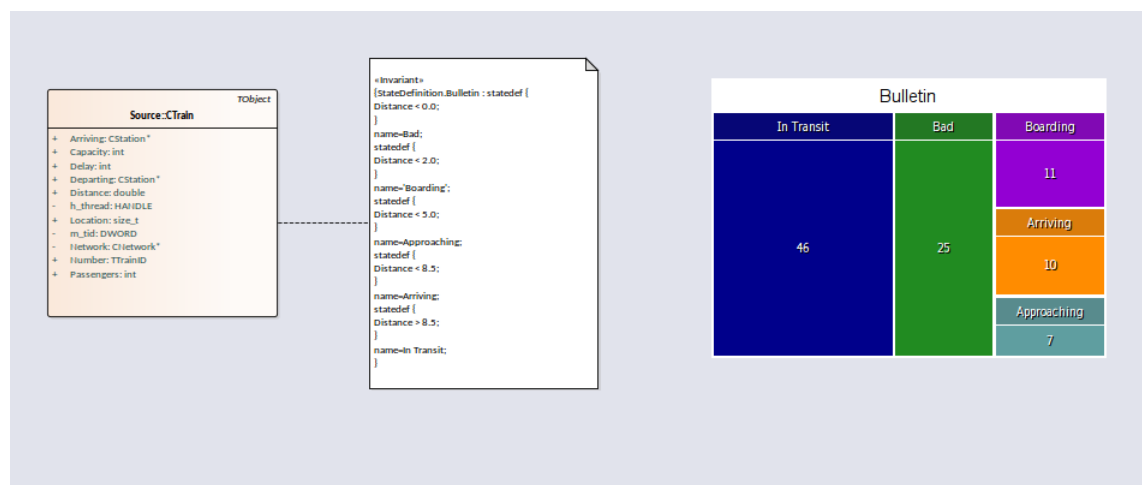 TObject
Source::CTrain
+ Arriving: CStation*
+ Capacity: int
+ Delay: int
+ Departing: CStation*
+ Distance: double
- h_thread: HANDLE
+ Location: size_t
- m_tid: DWORD
- Network: CNetwork*
+ Number: TTrainID
+ Passengers: int
«Invariant»
{StateDefinition.Bulletin : statedef {
Distance < 0.0;
}
name=Bad;
statedef {
Distance < 2.0;
}
name='Boarding';
statedef {
Distance < 5.0;
}
name=Approaching;
statedef {
Distance < 8.5;
}
name=Arriving;
statedef {
Distance > 8.5;
}
name=In Transit;
}
Bulletin
In Transit
46
Bad
25
Boarding
11
Arriving
10
Approaching
7